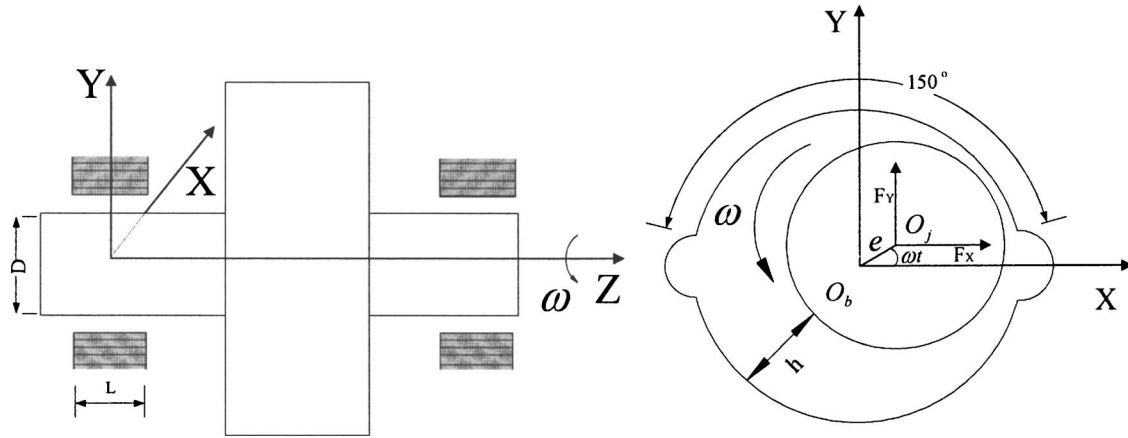 Y
X
D
ω
Z
L
Y
150°
ω
F_Y
O_j
e
ωt
F_X
O_b
X
h